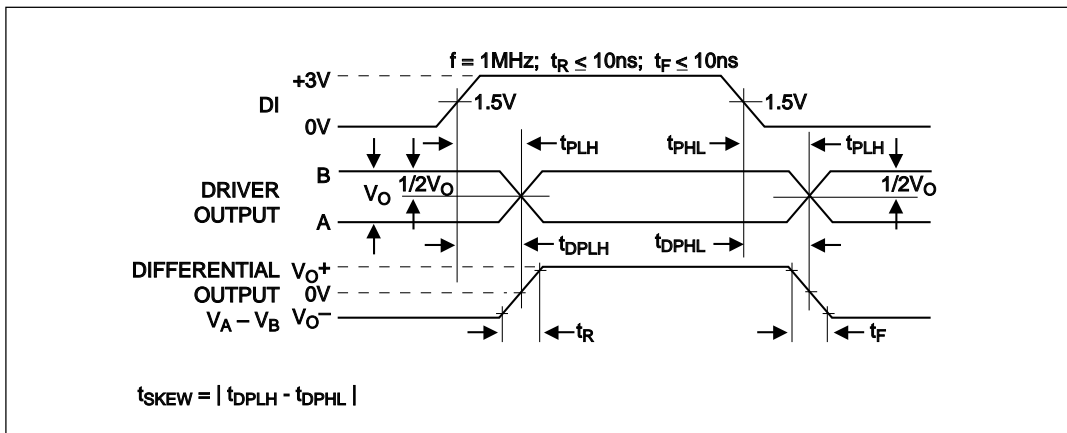 f = 1MHz; tR ≤ 10ns; tF ≤ 10ns
+3V
DI
1.5V
1.5V
0V
tPLH
tPHL
tPLH
B
DRIVER
OUTPUT
VO
1/2VO
1/2VO
A
tDPLH
tDPHL
DIFFERENTIAL
OUTPUT
VA – VB
VO+
0V
VO–
tR
tF
tSKEW = | tDPLH - tDPHL |